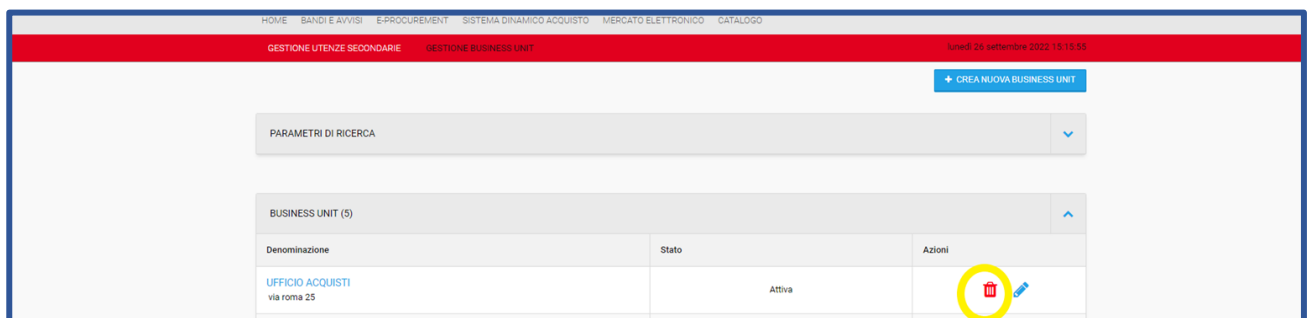 HOME BANDI E AVVISI E-PROCUREMENT SISTEMA DINAMICO ACQUISTO MERCATO ELETTRONICO CATALOGO
GESTIONE UTENZE SECONDARIE GESTIONE BUSINESS UNIT lunedì 26 settembre 2022 15:15:55
+ CREA NUOVA BUSINESS UNIT
PARAMETRI DI RICERCA
BUSINESS UNIT (5)
Denominazione Stato Azioni
UFFICIO ACQUISTI
via roma 25 Attiva